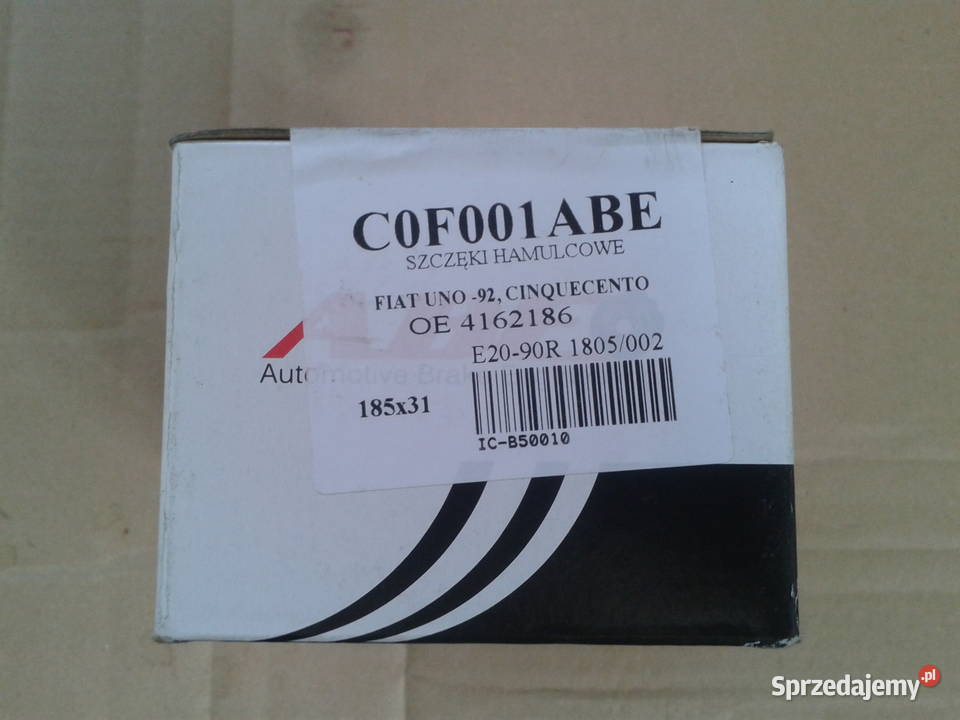 C0F001ABE
SZCZĘKI HAMULCOWE
FIAT UNO -92, CINQUECENTO
OE 4162186
E20-90R 1805/002
Automotive Brak
185x31
IC-B50010
Sprzedajemy.pl